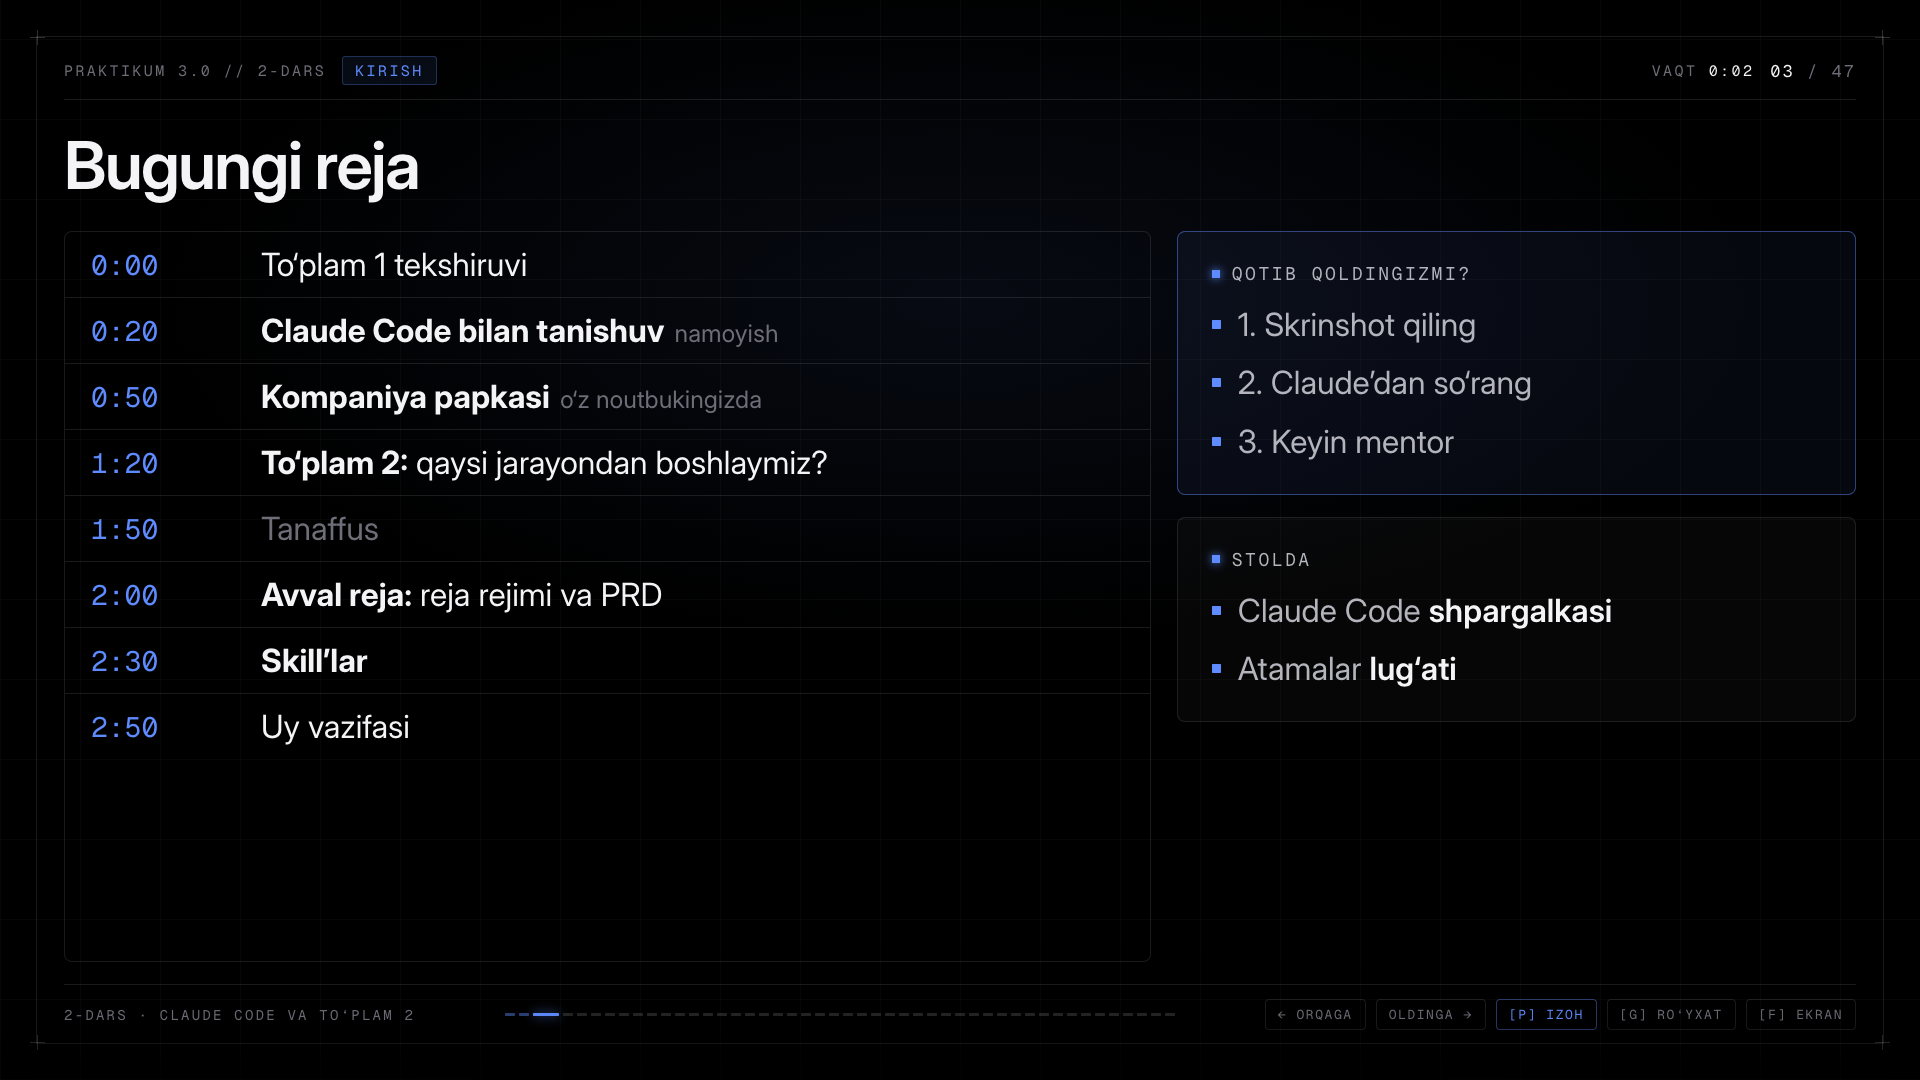 PRAKTIKUM 3.0 // 2-DARS KIRISH
VAQT 0:02 03 / 47
Bugungi reja
0:00 To‘plam 1 tekshiruvi
0:20 Claude Code bilan tanishuv namoyish
0:50 Kompaniya papkasi o‘z noutbukingizda
1:20 To‘plam 2: qaysi jarayondan boshlaymiz?
1:50 Tanaffus
2:00 Avval reja: reja rejimi va PRD
2:30 Skill’lar
2:50 Uy vazifasi
QOTIB QOLDINGIZMI?
1. Skrinshot qiling
2. Claude’dan so‘rang
3. Keyin mentor
STOLDA
Claude Code shpargalkasi
Atamalar lug‘ati
2-DARS · CLAUDE CODE VA TO‘PLAM 2
← ORQAGA OLDINGA → [P] IZOH [G] RO‘YXAT [F] EKRAN